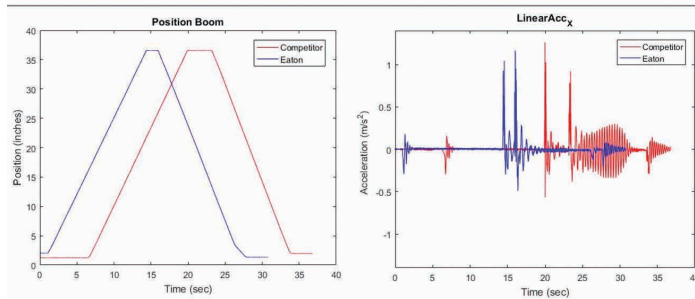 Position Boom
40
35
30
25
20
15
10
5
0
Position (inches)
0 5 10 15 20 25 30 35 40
Time (sec)
Competitor
Eaton
LinearAccX
1
0.5
0
-0.5
-1
Acceleration (m/s2)
0 5 10 15 20 25 30 35 40
Time (sec)
Competitor
Eaton